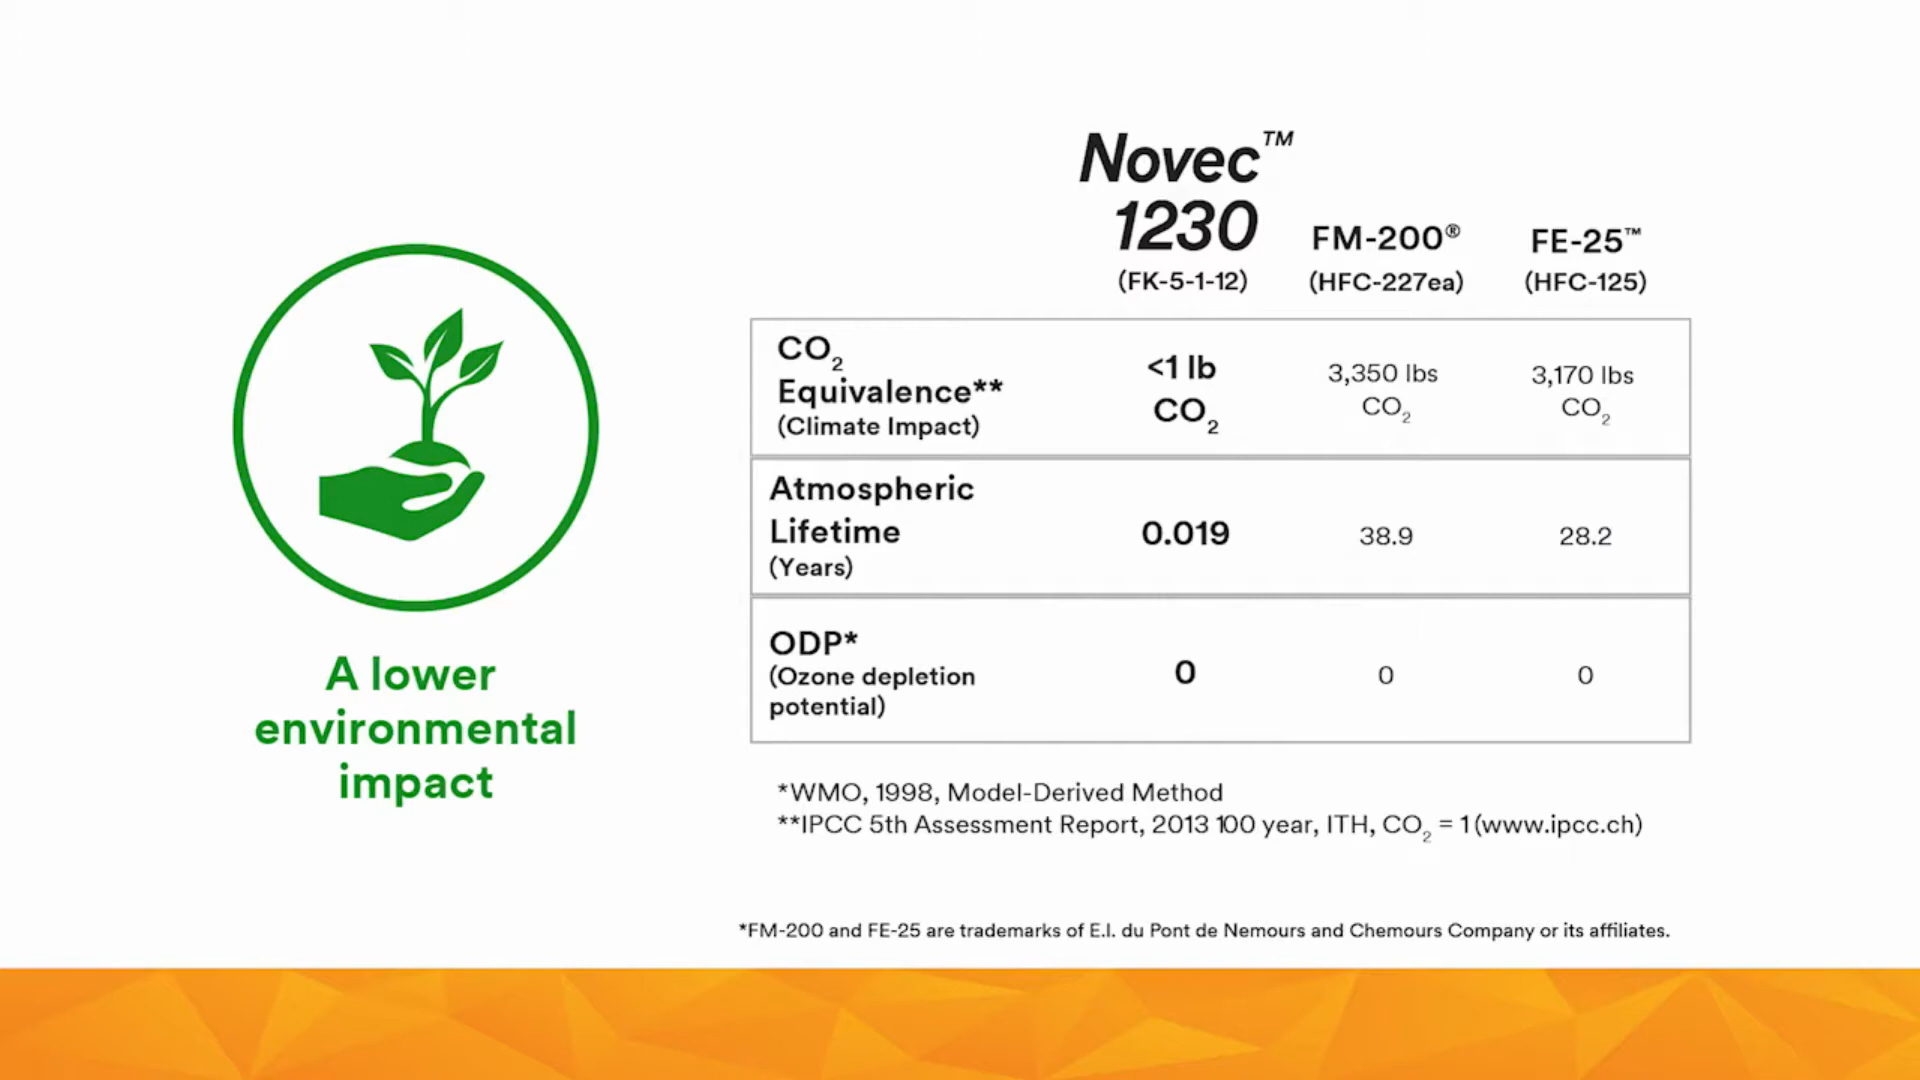 Novec™
1230
(FK-5-1-12)
FM-200®
(HFC-227ea)
FE-25™
(HFC-125)
CO₂
Equivalence**
(Climate Impact)
<1 lb
CO₂
3,350 lbs
CO₂
3,170 lbs
CO₂
Atmospheric
Lifetime
(Years)
0.019
38.9
28.2
ODP*
(Ozone depletion
potential)
0
0
0
A lower
environmental
impact
*WMO, 1998, Model-Derived Method
**IPCC 5th Assessment Report, 2013 100 year, ITH, CO₂ = 1 (www.ipcc.ch)
*FM-200 and FE-25 are trademarks of E.I. du Pont de Nemours and Chemours Company or its affiliates.